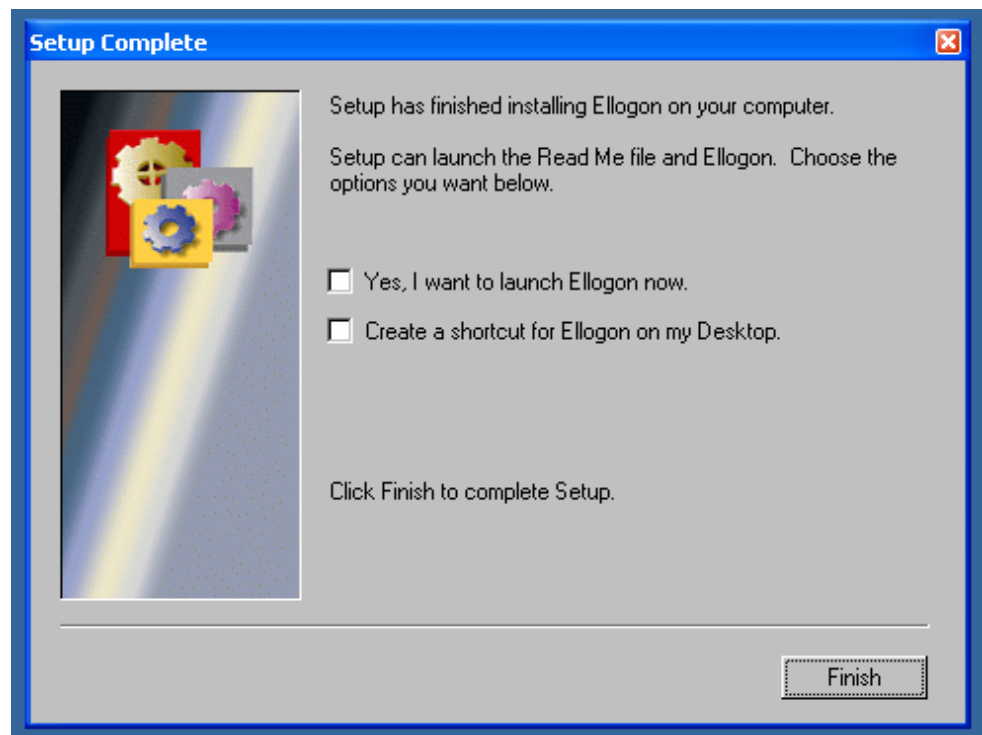 Setup Complete
Setup has finished installing Ellogon on your computer.
Setup can launch the Read Me file and Ellogon.  Choose the
options you want below.
Yes, I want to launch Ellogon now.
Create a shortcut for Ellogon on my Desktop.
Click Finish to complete Setup.
Finish